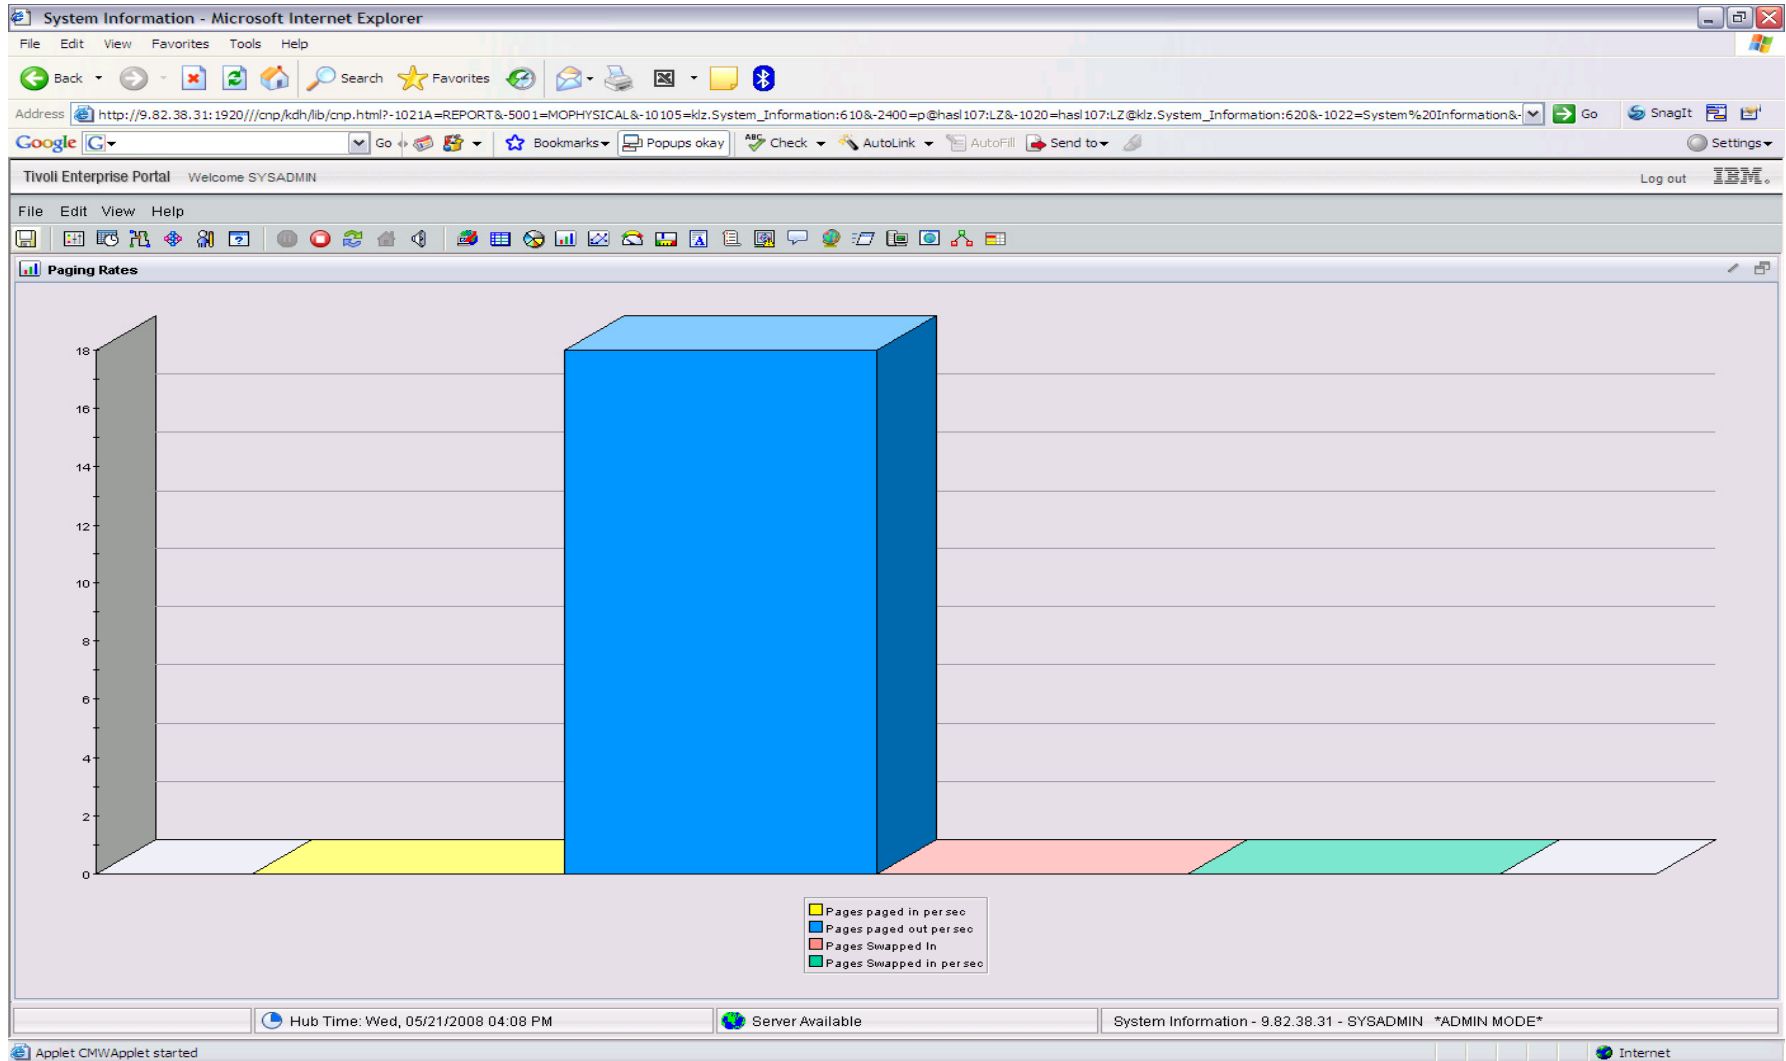 System Information - Microsoft Internet Explorer
File Edit View Favorites Tools Help
Back Search Favorites
Address http://9.82.38.31:1920///cnp/kdh/lib/cnp.html?-1021A=REPORT&-5001=MOPHYSICAL&-10105=klz.System_Information:610&-2400=p@hasl107:LZ&-1020=hasl107:LZ@klz.System_Information:620&-1022=System%20Information&- Go SnagIt
Google G Go Bookmarks Popups okay ABC Check AutoLink AutoFill Send to Settings
Tivoli Enterprise Portal Welcome SYSADMIN Log out IBM.
File Edit View Help
Paging Rates
18
16
14
12
10
8
6
4
2
0
Pages paged in per sec
Pages paged out per sec
Pages Swapped In
Pages Swapped in per sec
Hub Time: Wed, 05/21/2008 04:08 PM Server Available System Information - 9.82.38.31 - SYSADMIN *ADMIN MODE*
Applet CMWApplet started Internet